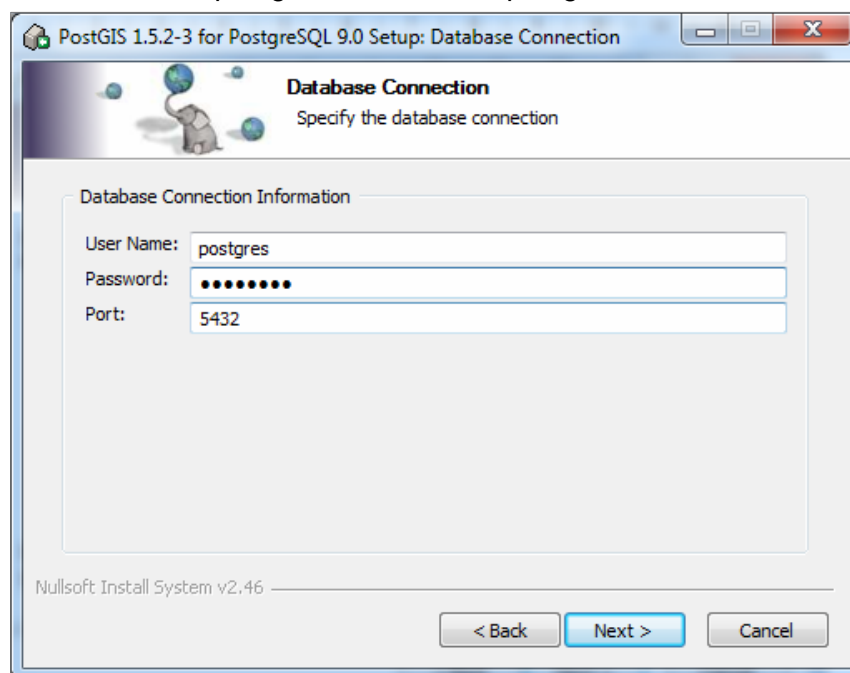 PostGIS 1.5.2-3 for PostgreSQL 9.0 Setup: Database Connection
Database Connection
Specify the database connection
Database Connection Information
User Name: postgres
Password: ●●●●●●●●
Port: 5432
Nullsoft Install System v2.46
< Back Next > Cancel